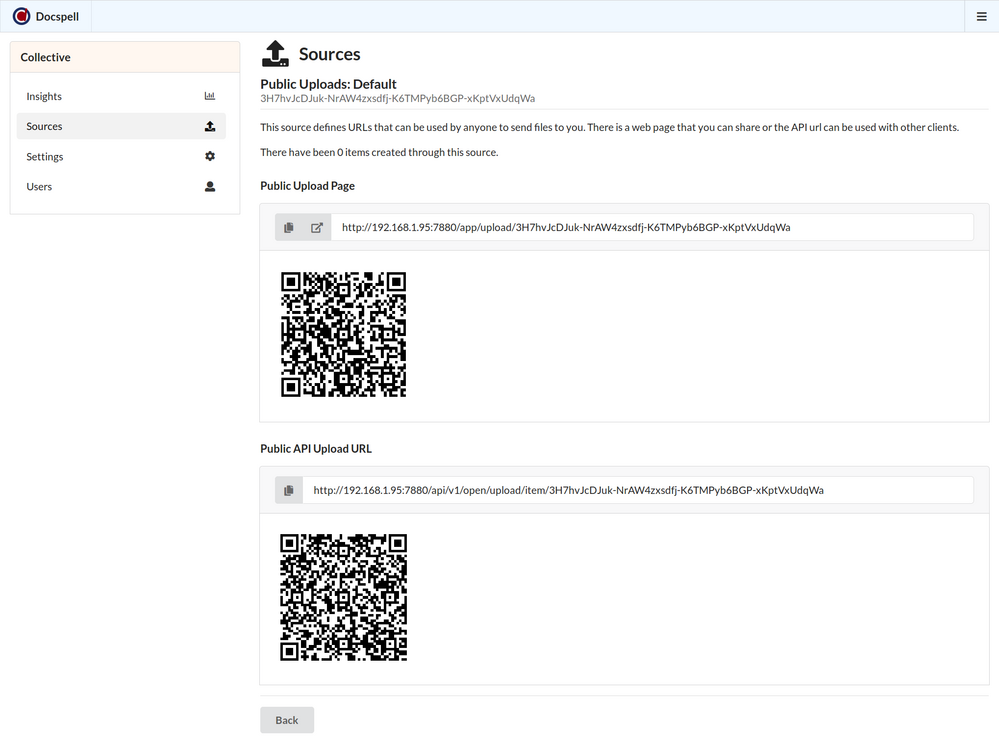 Docspell
Collective
Insights
Sources
Settings
Users
Sources
Public Uploads: Default
3H7hvJcDJuk-NrAW4zxsdfj-K6TMPyb6BGP-xKptVxUdqWa
This source defines URLs that can be used by anyone to send files to you. There is a web page that you can share or the API url can be used with other clients.
There have been 0 items created through this source.
Public Upload Page
http://192.168.1.95:7880/app/upload/3H7hvJcDJuk-NrAW4zxsdfj-K6TMPyb6BGP-xKptVxUdqWa
Public API Upload URL
http://192.168.1.95:7880/api/v1/open/upload/item/3H7hvJcDJuk-NrAW4zxsdfj-K6TMPyb6BGP-xKptVxUdqWa
Back